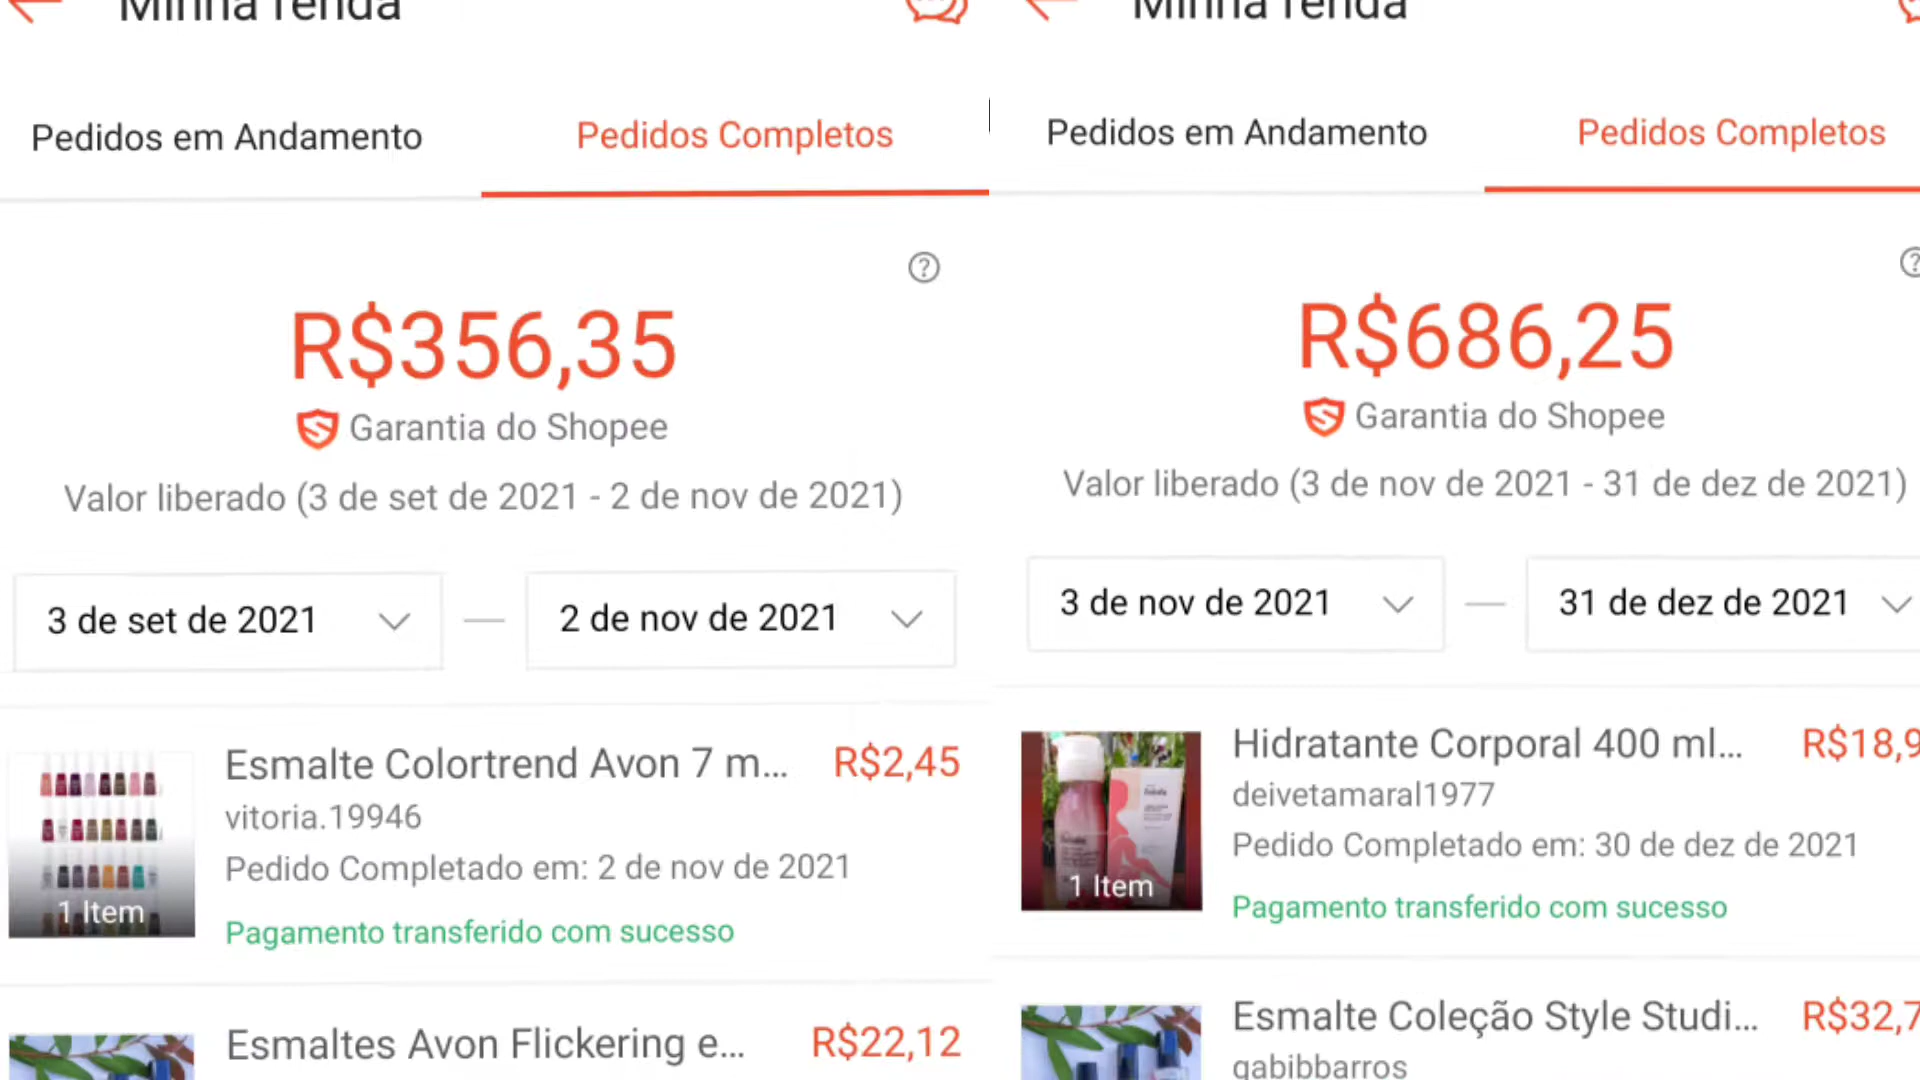 Minha renda
Pedidos em Andamento
Pedidos Completos
?
R$356,35
Garantia do Shopee
Valor liberado (3 de set de 2021 - 2 de nov de 2021)
3 de set de 2021
2 de nov de 2021
Esmalte Colortrend Avon 7 m...
R$2,45
vitoria.19946
Pedido Completado em: 2 de nov de 2021
1 Item
Pagamento transferido com sucesso
Esmaltes Avon Flickering e...
R$22,12
Minha renda
Pedidos em Andamento
Pedidos Completos
?
R$686,25
Garantia do Shopee
Valor liberado (3 de nov de 2021 - 31 de dez de 2021)
3 de nov de 2021
31 de dez de 2021
Hidratante Corporal 400 ml...
R$18,9
deivetamaral1977
Pedido Completado em: 30 de dez de 2021
1 Item
Pagamento transferido com sucesso
Esmalte Coleção Style Studi...
R$32,7
gabibbarros